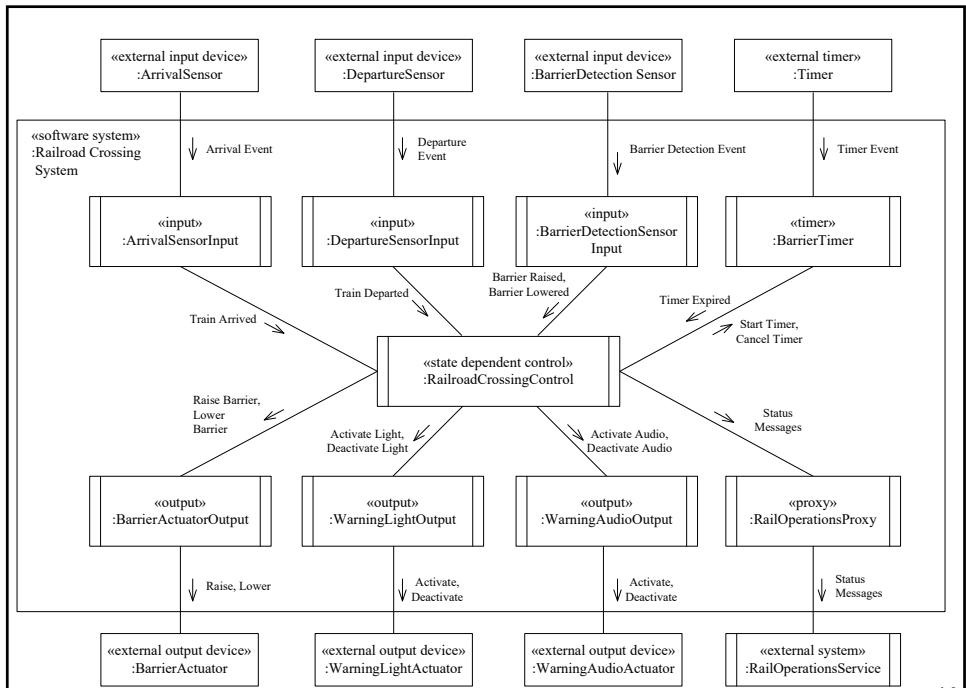 «external input device»
:ArrivalSensor
«external input device»
:DepartureSensor
«external input device»
:BarrierDetection Sensor
«external timer»
:Timer
«software system»
:Railroad Crossing
System
Arrival Event
Departure
Event
Barrier Detection Event
Timer Event
«input»
:ArrivalSensorInput
«input»
:DepartureSensorInput
«input»
:BarrierDetectionSensor
Input
«timer»
:BarrierTimer
Train Arrived
Train Departed
Barrier Raised,
Barrier Lowered
Timer Expired
Start Timer,
Cancel Timer
«state dependent control»
:RailroadCrossingControl
Raise Barrier,
Lower
Barrier
Activate Light,
Deactivate Light
Activate Audio,
Deactivate Audio
Status
Messages
«output»
:BarrierActuatorOutput
«output»
:WarningLightOutput
«output»
:WarningAudioOutput
«proxy»
:RailOperationsProxy
Raise, Lower
Activate,
Deactivate
Activate,
Deactivate
Status
Messages
«external output device»
:BarrierActuator
«external output device»
:WarningLightActuator
«external output device»
:WarningAudioActuator
«external system»
:RailOperationsService